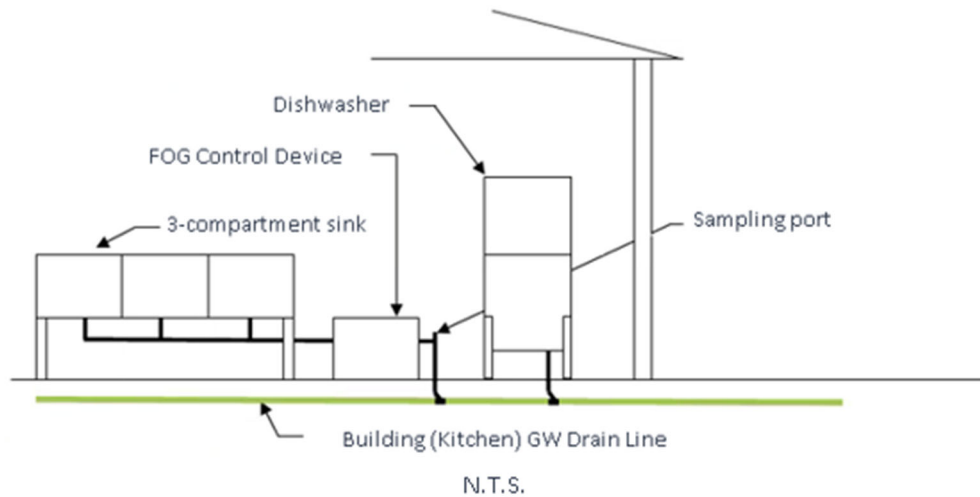 Dishwasher
FOG Control Device
3-compartment sink
Sampling port
Building (Kitchen) GW Drain Line
N.T.S.